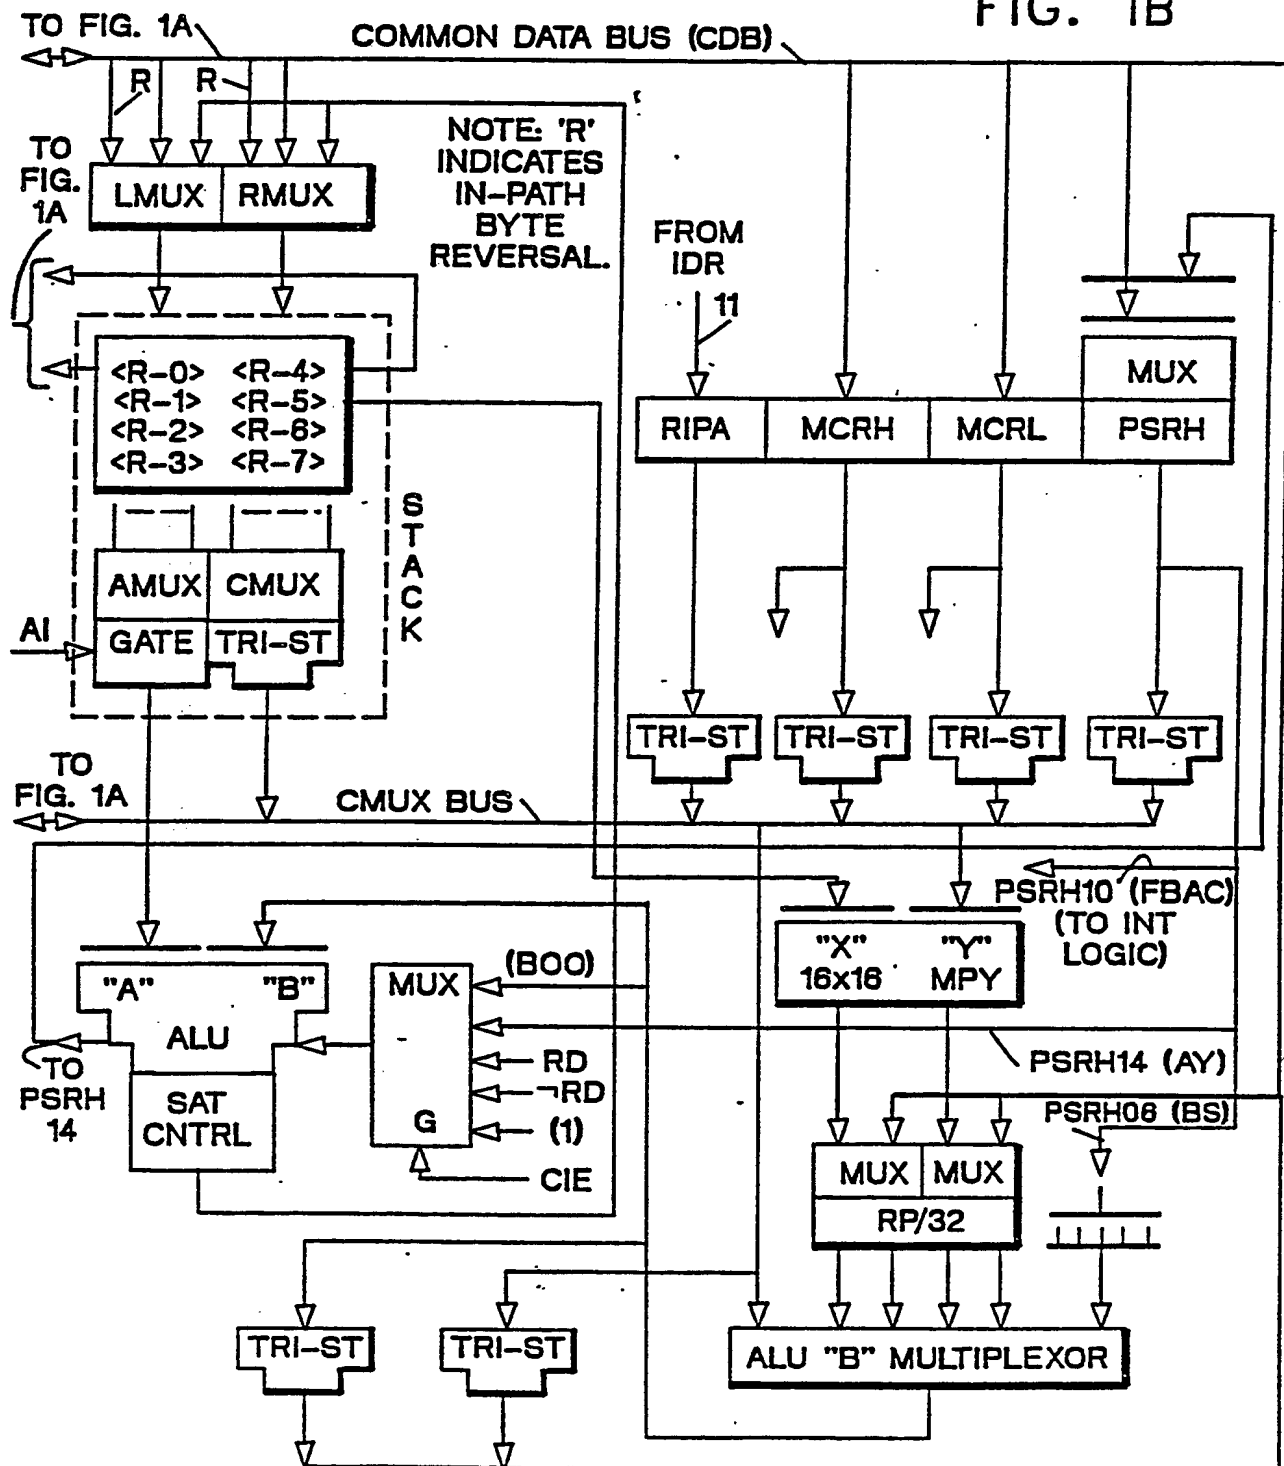 FIG. 1B
TO FIG. 1A
COMMON DATA BUS (CDB)
R
R
TO
FIG.
1A
NOTE: 'R'
INDICATES
IN-PATH
BYTE
REVERSAL.
LMUX
RMUX
FROM
IDR
11
<R-0> <R-4>
<R-1> <R-5>
<R-2> <R-6>
<R-3> <R-7>
MUX
RIPA
MCRH
MCRL
PSRH
STACK
AMUX
CMUX
AI
GATE
TRI-ST
TRI-ST
TRI-ST
TRI-ST
TRI-ST
TO
FIG. 1A
CMUX BUS
PSRH10 (FBAC)
(TO INT
LOGIC)
"X" "Y"
16x16 MPY
"A" "B"
ALU
MUX
(BOO)
RD
¬RD
(1)
G
CIE
TO
PSRH
14
SAT
CNTRL
PSRH14 (AY)
PSRH06 (BS)
MUX
MUX
RP/32
TRI-ST
TRI-ST
ALU "B" MULTIPLEXOR